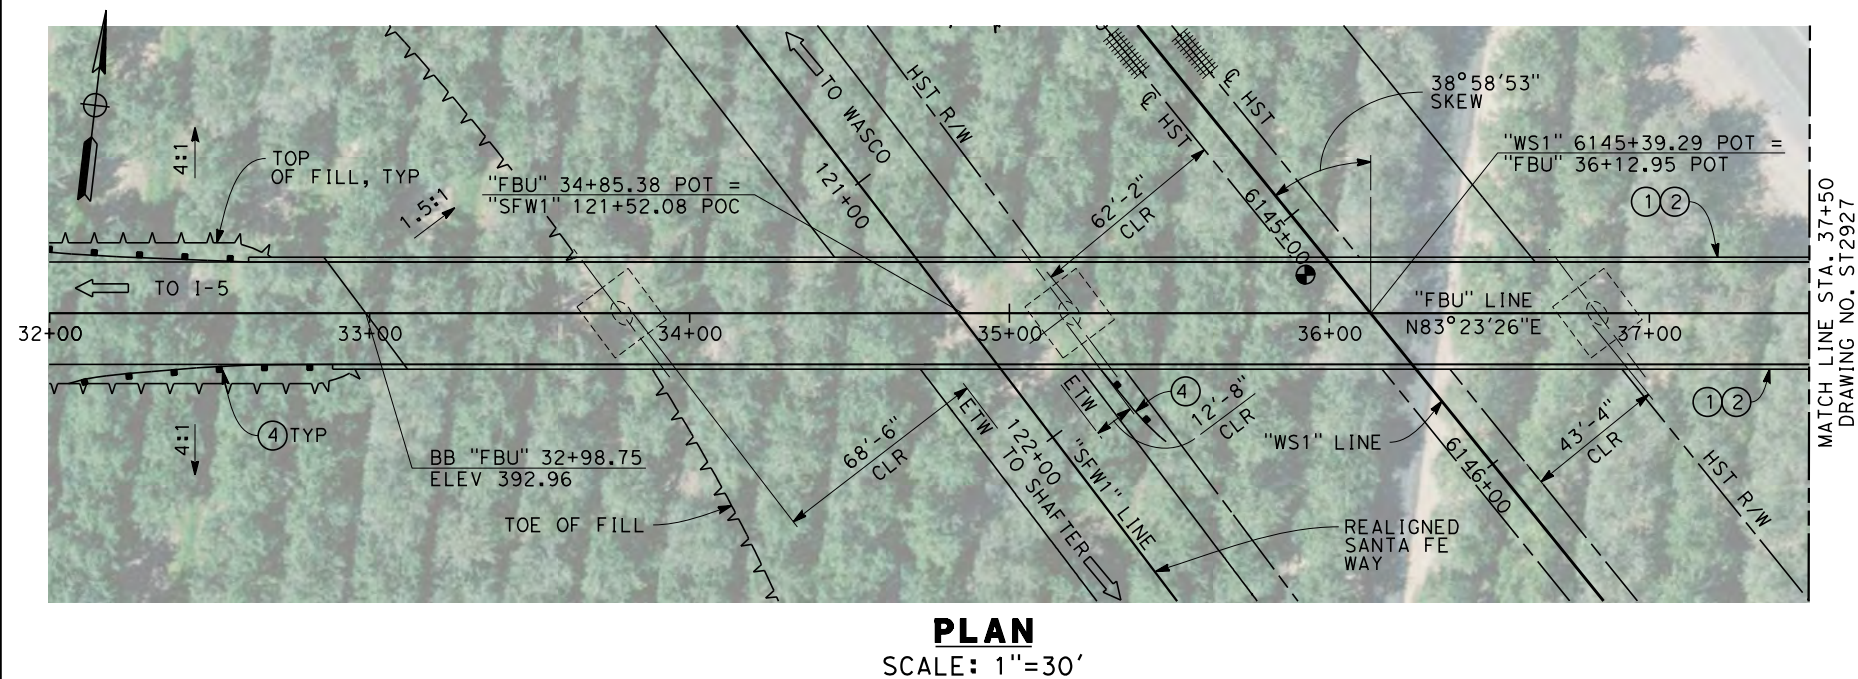 HST R/W
TO WASCO
121+00
℄ HST
℄ HST
38°58'53"
SKEW
"WS1" 6145+39.29 POT =
"FBU" 36+12.95 POT
4:1
TOP
OF FILL, TYP
1.5:1
"FBU" 34+85.38 POT =
"SFW1" 121+52.08 POC
62'-2"
CLR
6145+00
1 2
TO I-5
"FBU" LINE
N83°23'26"E
32+00
33+00
34+00
35+00
36+00
37+00
MATCH LINE STA. 37+50
DRAWING NO. ST2927
4:1
4 TYP
BB "FBU" 32+98.75
ELEV 392.96
TOE OF FILL
68'-6"
CLR
ETW
ETW
4
12'-8"
CLR
122+00
TO SHAFTER
"SFW1" LINE
"WS1" LINE
6146+00
43'-4"
CLR
1 2
HST R/W
REALIGNED
SANTA FE
WAY
PLAN
SCALE: 1"=30'